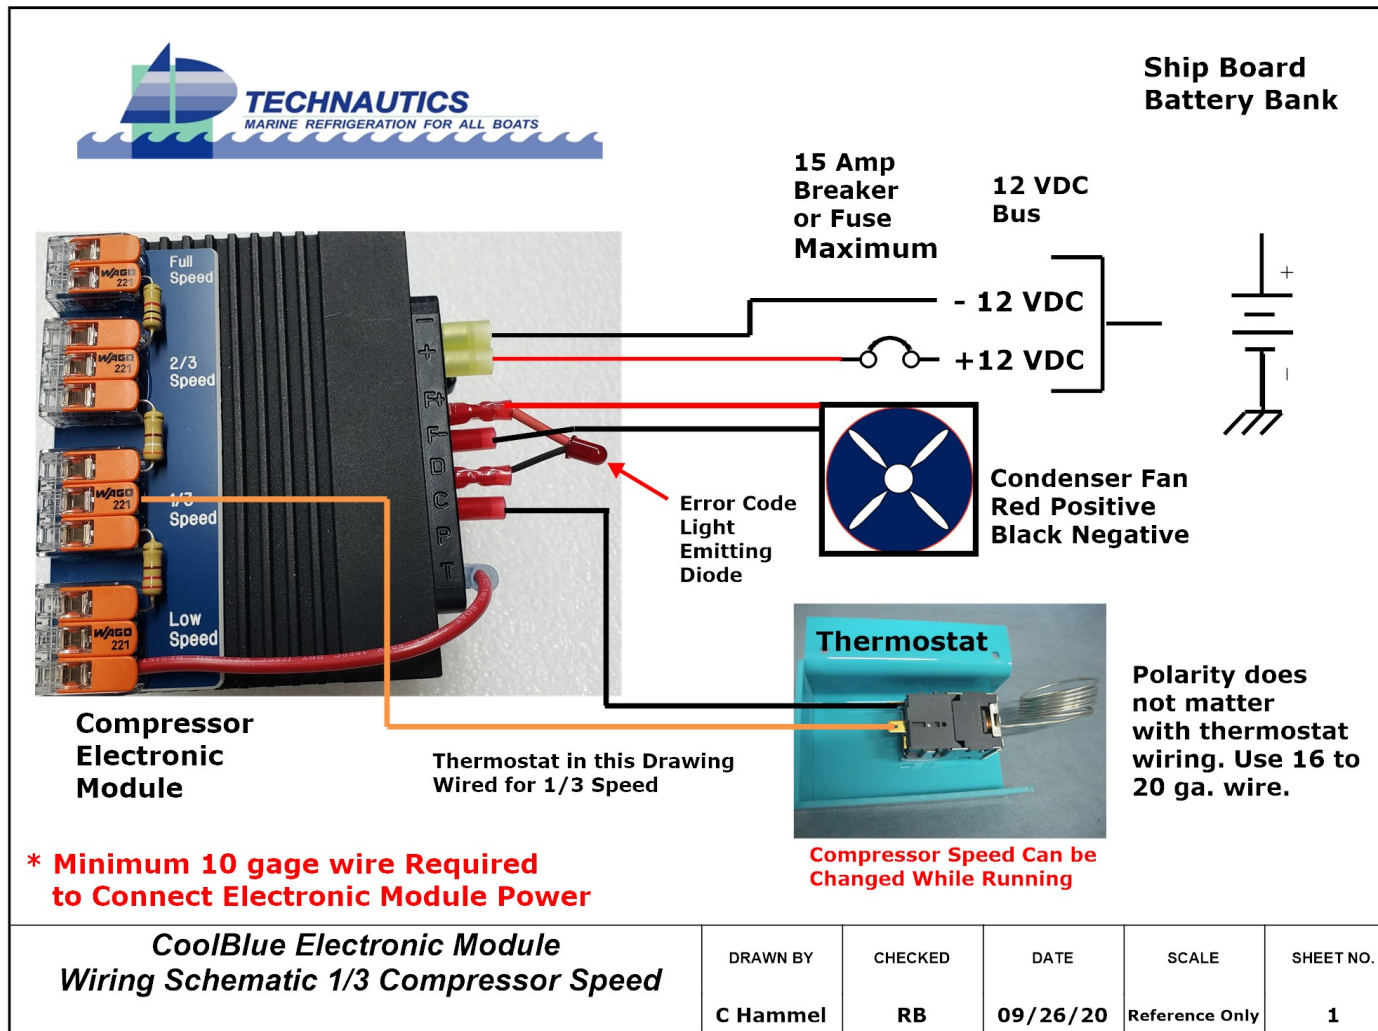 TECHNAUTICS
MARINE REFRIGERATION FOR ALL BOATS
Ship Board
Battery Bank
15 Amp
Breaker
or Fuse
Maximum
12 VDC
Bus
- 12 VDC
+12 VDC
+
-
Full
Speed
WAGO
221
2/3
Speed
WAGO
221
1/3
Speed
WAGO
221
Low
Speed
WAGO
221
-
+
F+
F-
D
C
P
T
Error Code
Light
Emitting
Diode
Condenser Fan
Red Positive
Black Negative
Thermostat
Polarity does
not matter
with thermostat
wiring. Use 16 to
20 ga. wire.
Compressor
Electronic
Module
Thermostat in this Drawing
Wired for 1/3 Speed
Compressor Speed Can be
Changed While Running
* Minimum 10 gage wire Required
to Connect Electronic Module Power
CoolBlue Electronic Module
Wiring Schematic 1/3 Compressor Speed
DRAWN BY
C Hammel
CHECKED
RB
DATE
09/26/20
SCALE
Reference Only
SHEET NO.
1